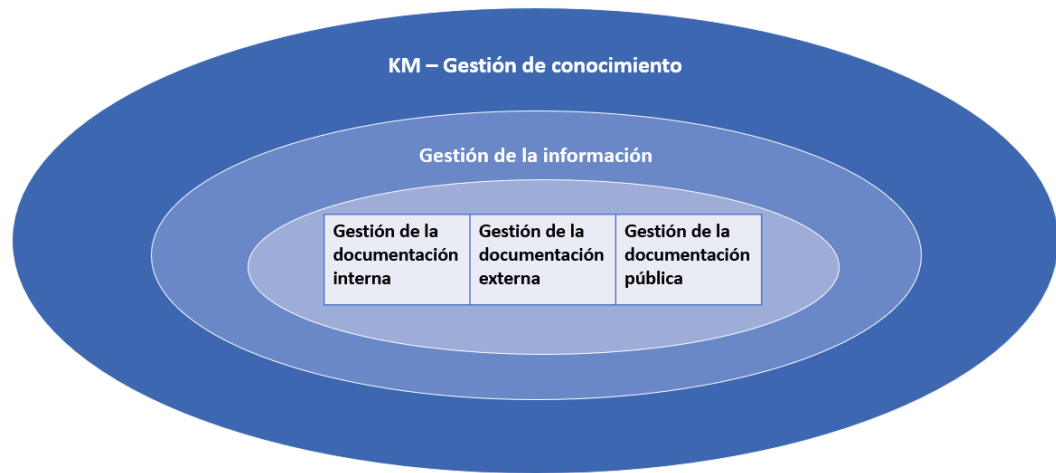 KM – Gestión de conocimiento
Gestión de la información
Gestión de la documentación interna
Gestión de la documentación externa
Gestión de la documentación pública